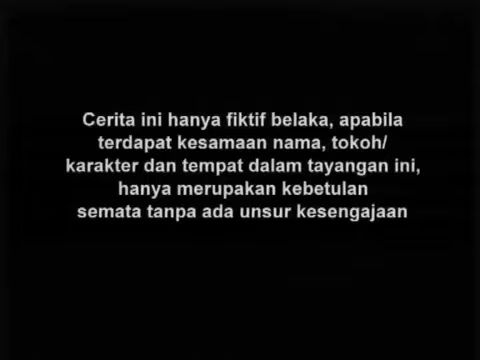 Cerita ini hanya fiktif belaka, apabila
terdapat kesamaan nama, tokoh/
karakter dan tempat dalam tayangan ini,
hanya merupakan kebetulan
semata tanpa ada unsur kesengajaan